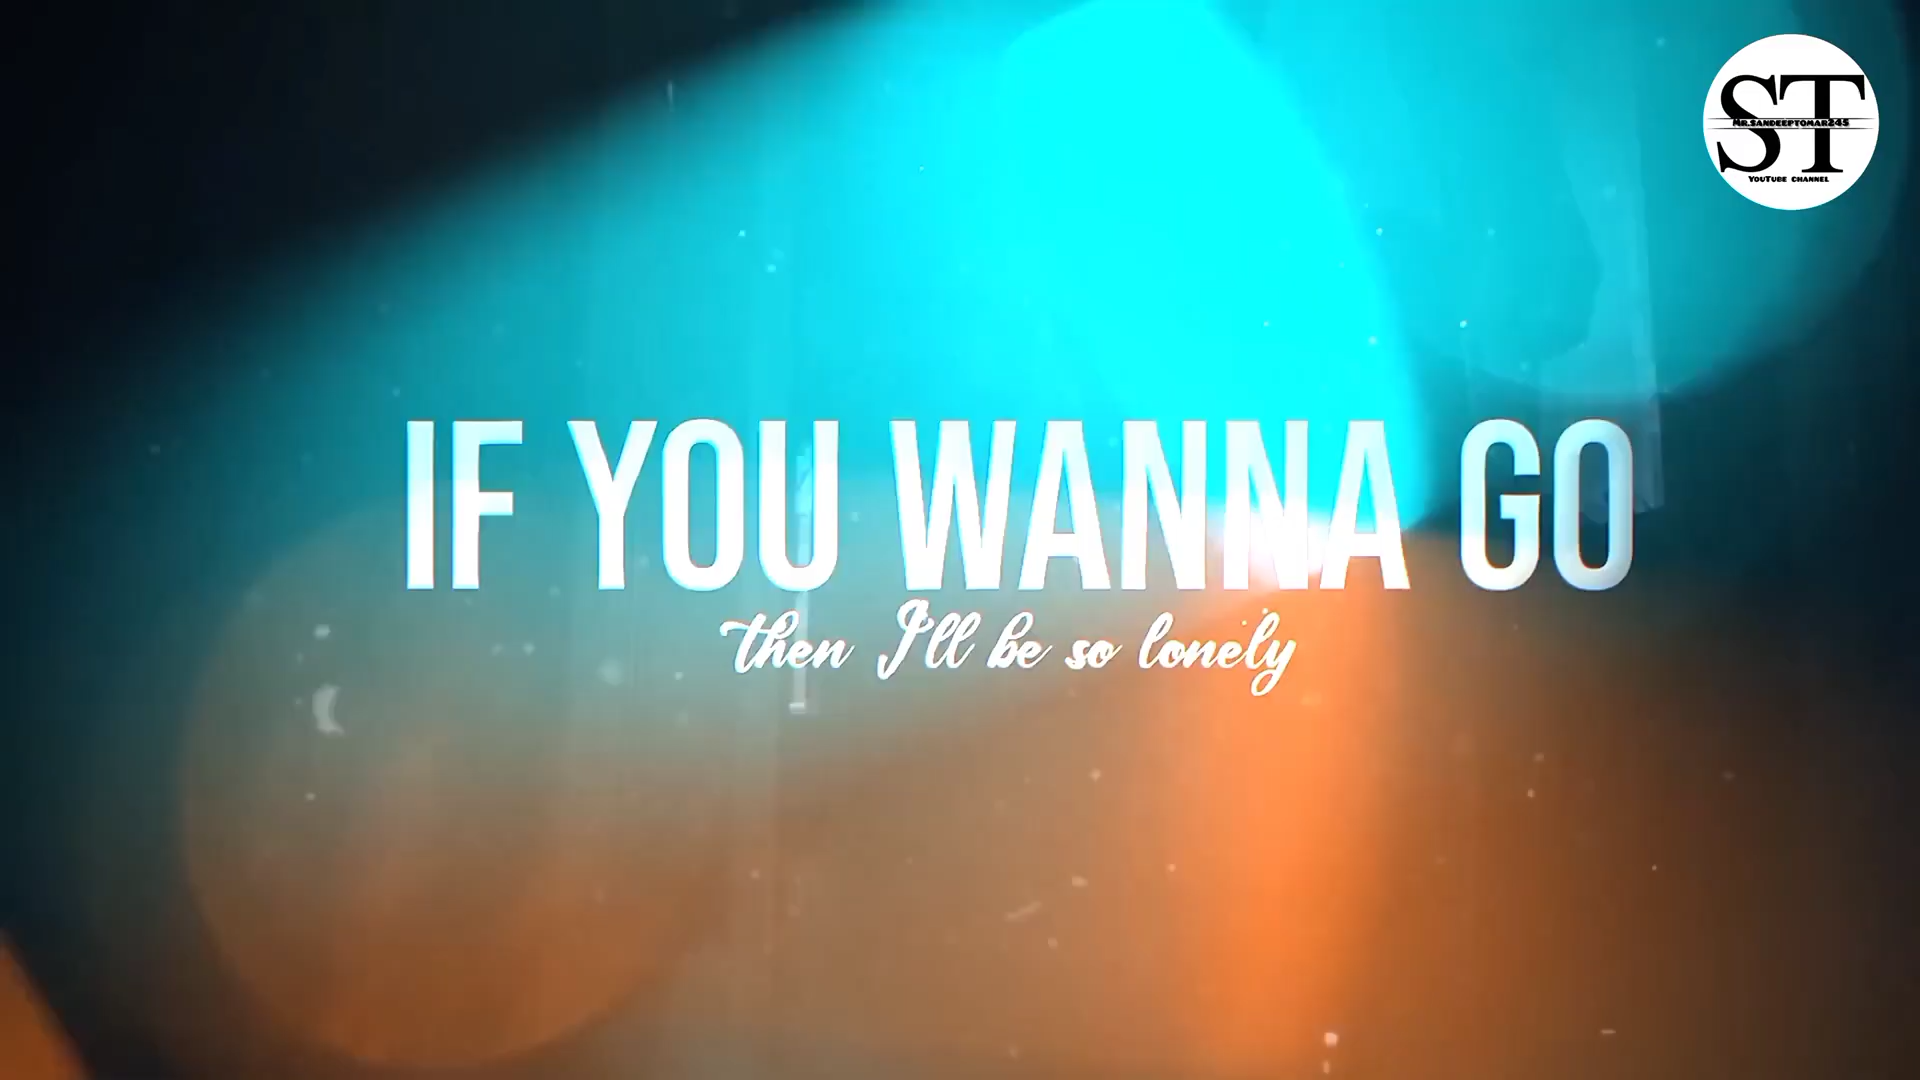 ST
Mr.SANDEEPTOMAR245
YouTube channel
IF YOU WANNA GO
then I'll be so lonely